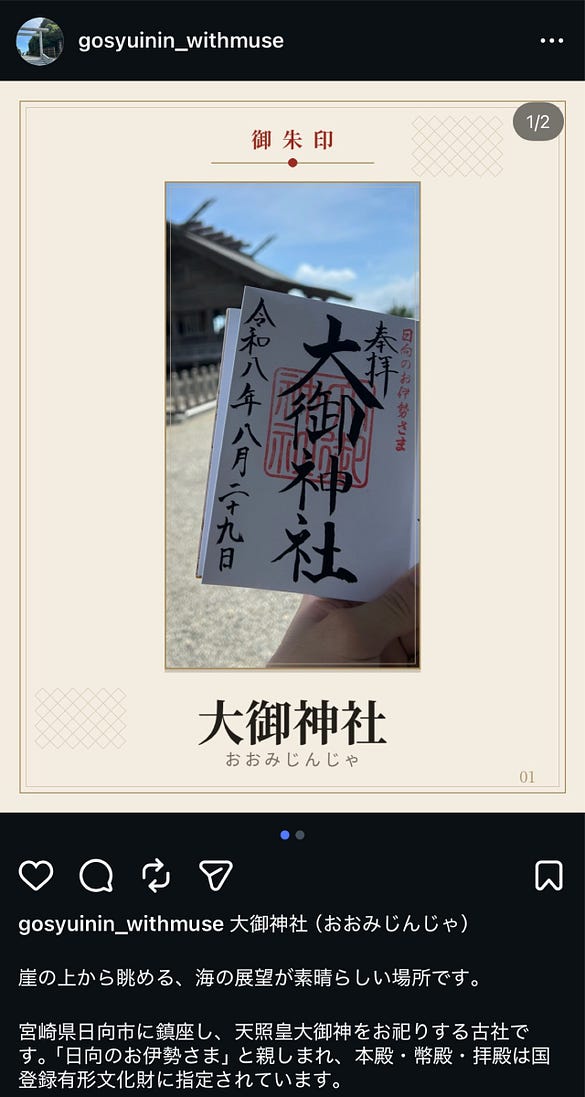 gosyuinin_withmuse
1/2
御朱印
奉拝
日向のお伊勢さま
大御神社
令和八年八月二十九日
大御神社
おおみじんじゃ
01
gosyuinin_withmuse 大御神社(おおみじんじゃ)
崖の上から眺める、海の展望が素晴らしい場所です。
宮崎県日向市に鎮座し、天照皇大御神をお祀りする古社で
す。「日向のお伊勢さま」と親しまれ、本殿・幣殿・拝殿は国
登録有形文化財に指定されています。